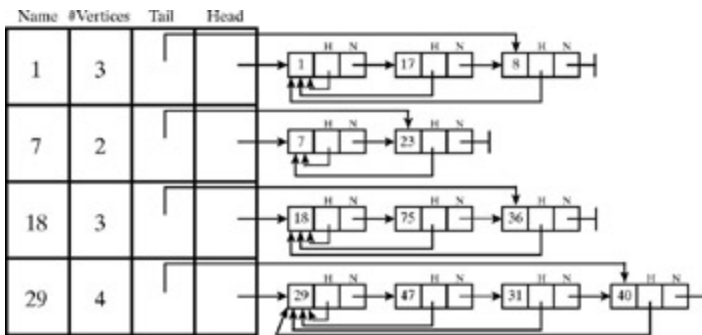 Name #Vertices Tail Head
H N H N H N
1 3 1 17 8
H N H N
7 2 7 23
H N H N H N
18 3 18 75 36
H N H N H N H N
29 4 29 47 31 40